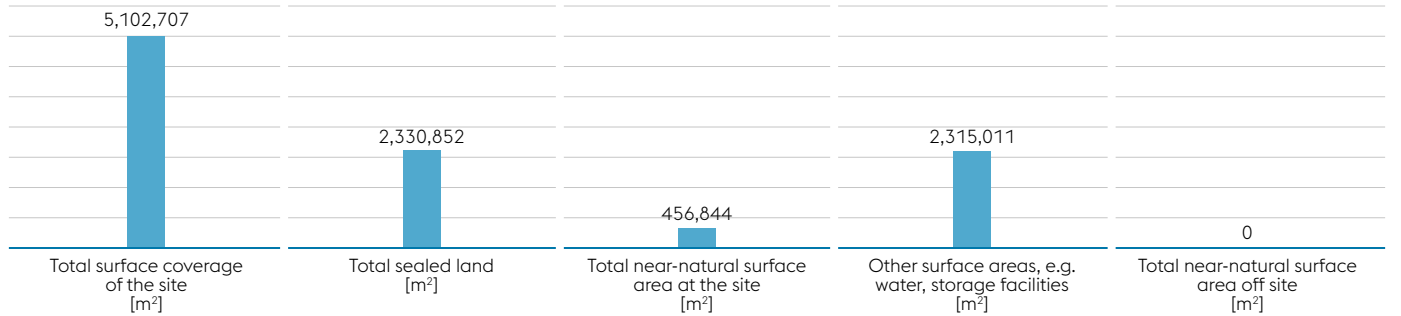 5,102,707
Total surface coverage
of the site
[m²]
2,330,852
Total sealed land
[m²]
456,844
Total near-natural surface
area at the site
[m²]
2,315,011
Other surface areas, e.g.
water, storage facilities
[m²]
0
Total near-natural surface
area off site
[m²]